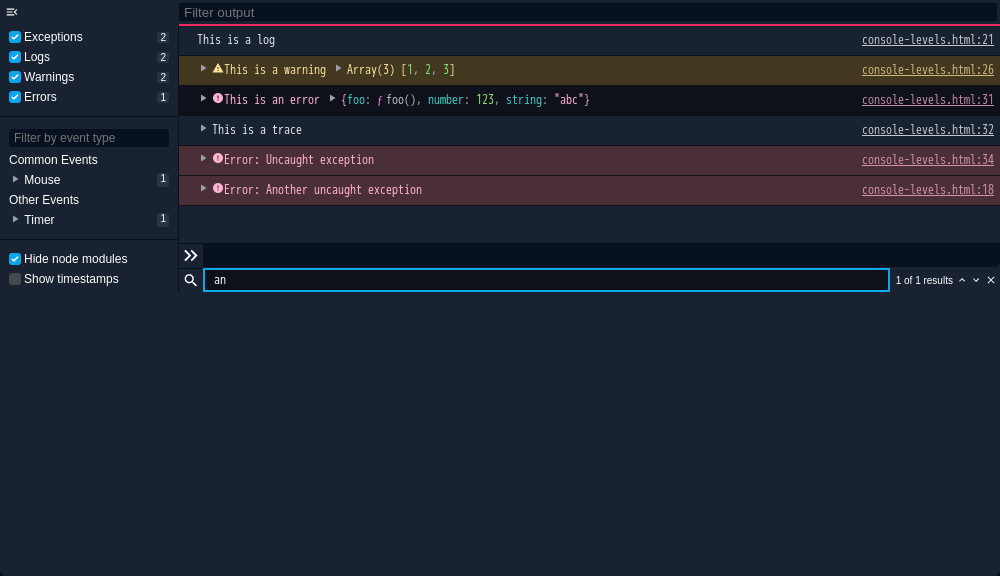 Filter output
Exceptions 2
Logs 2
Warnings 2
Errors 1
Filter by event type
Common Events
Mouse 1
Other Events
Timer 1
Hide node modules
Show timestamps
This is a log console-levels.html:21
This is a warning Array(3) [1, 2, 3] console-levels.html:26
This is an error {foo: ƒ foo(), number: 123, string: "abc"} console-levels.html:31
This is a trace console-levels.html:32
Error: Uncaught exception console-levels.html:34
Error: Another uncaught exception console-levels.html:18
an 1 of 1 results